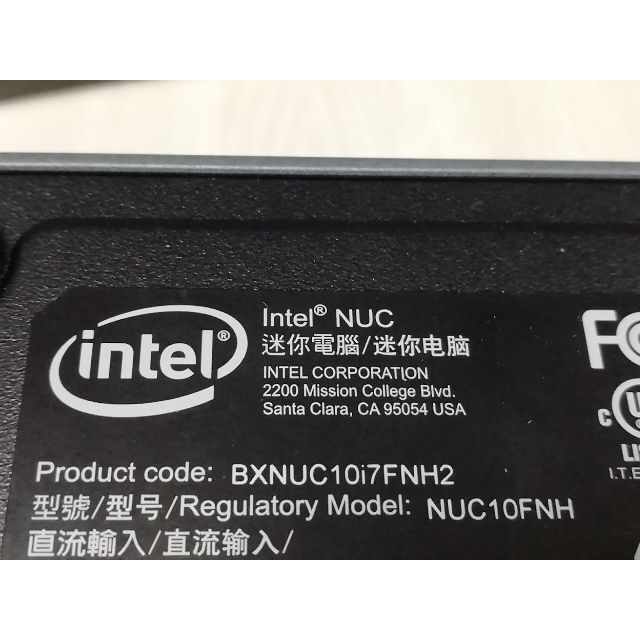 intel®
Intel® NUC
迷你電腦/迷你电脑
INTEL CORPORATION
2200 Mission College Blvd.
Santa Clara, CA 95054 USA
FC
C U
LIS
I.T.E
Product code: BXNUC10i7FNH2
型號/型号/Regulatory Model: NUC10FNH
直流輸入/直流输入/